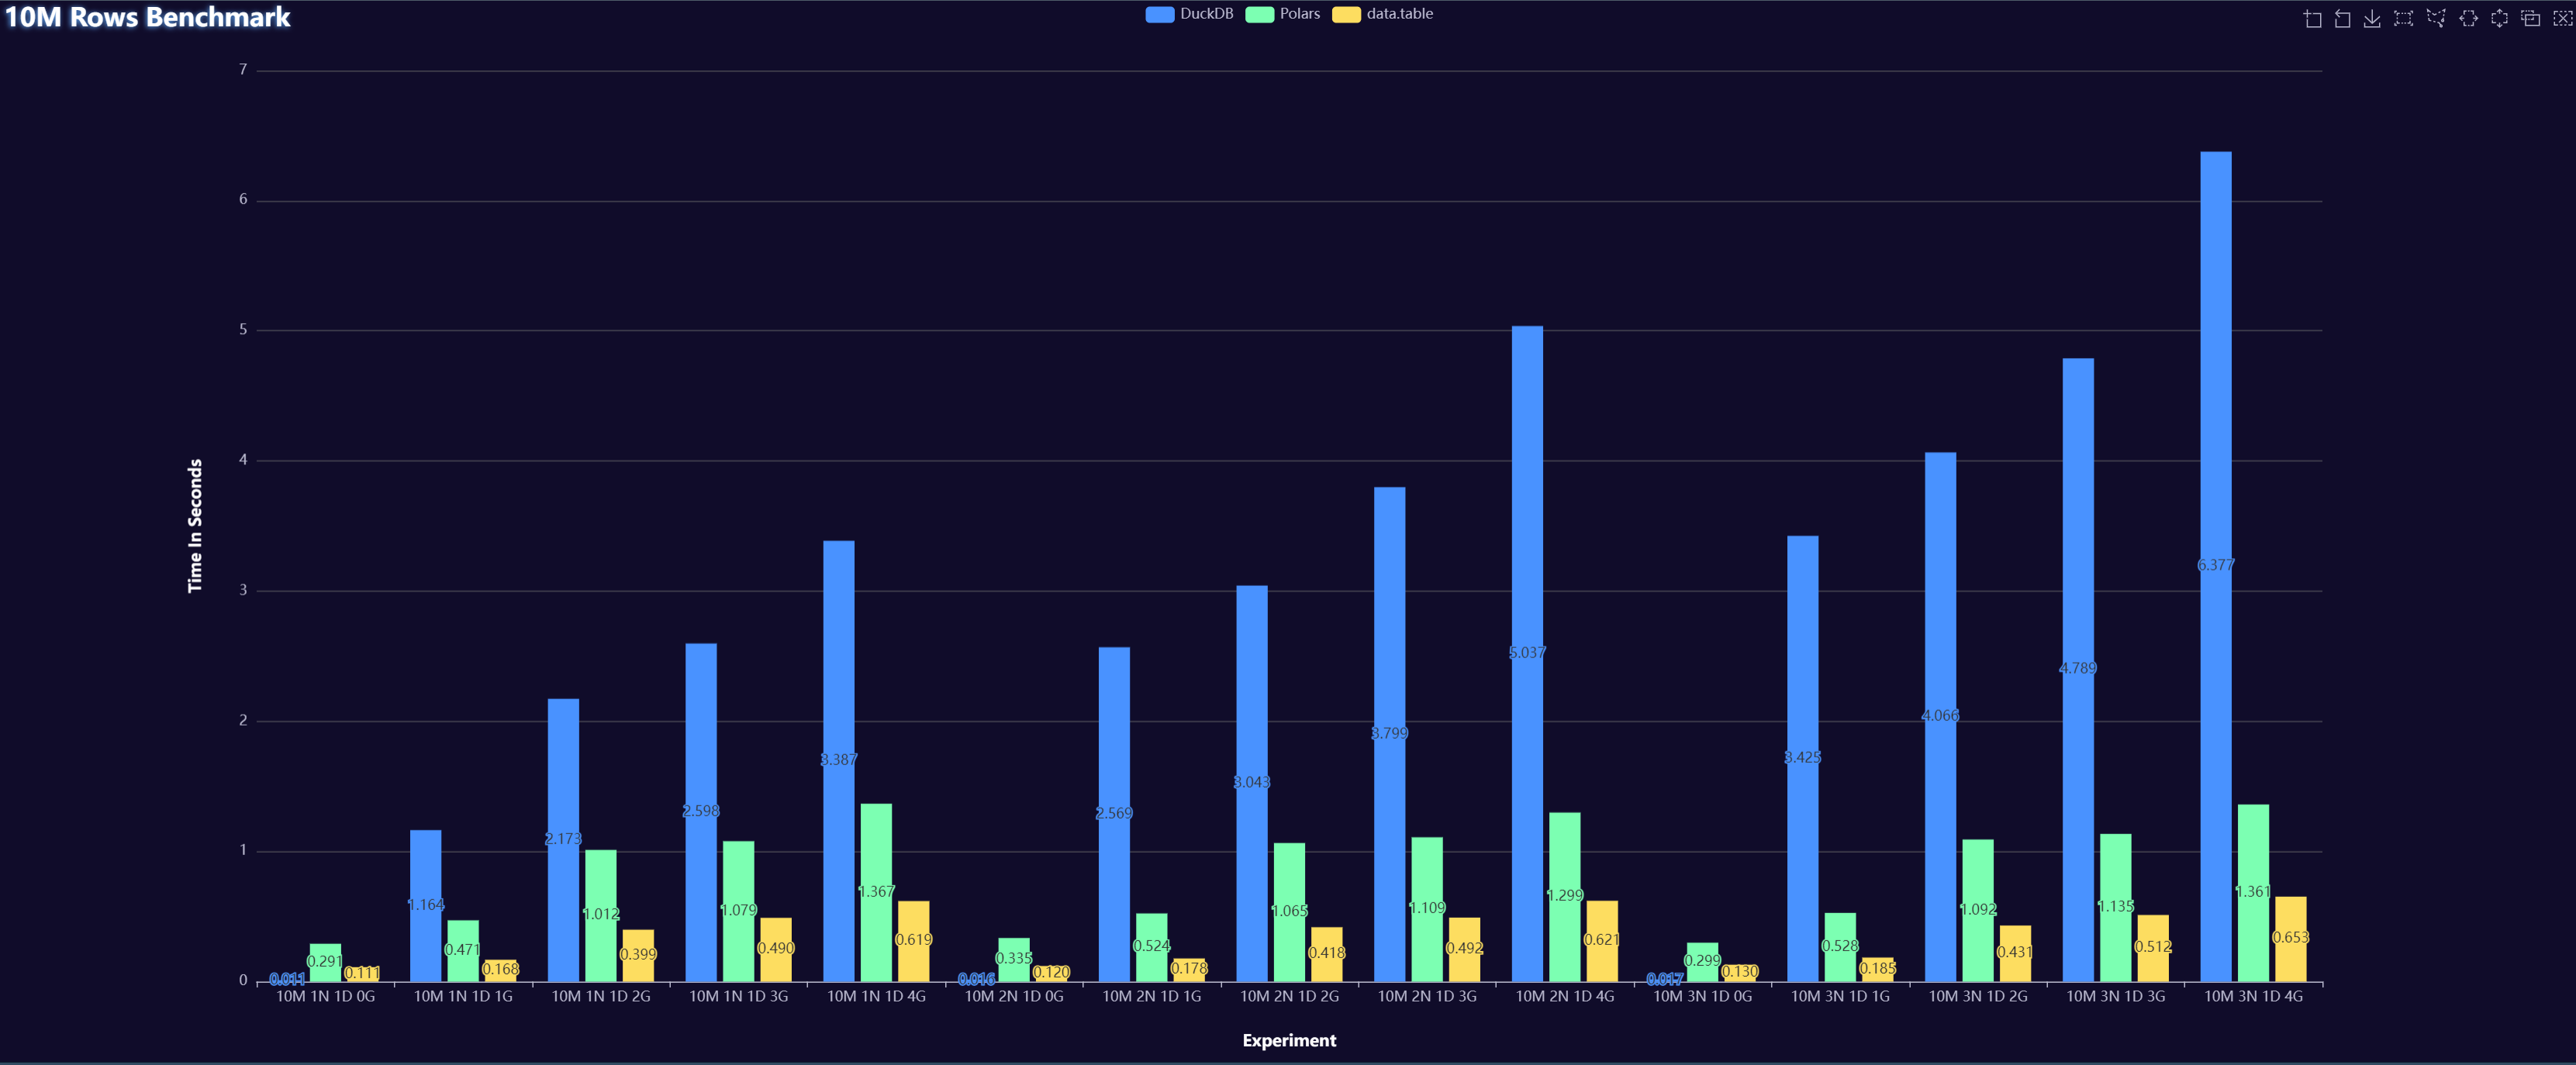 10M Rows Benchmark
DuckDB Polars data.table
7
6
5
4
3
2
1
0
Time In Seconds
0.011 0.291 0.111
1.164 0.471 0.168
2.173 1.012 0.399
2.598 1.079 0.490
3.387 1.367 0.619
0.016 0.335 0.120
2.569 0.524 0.178
3.043 1.065 0.418
3.799 1.109 0.492
5.037 1.299 0.621
0.017 0.299 0.130
3.425 0.528 0.185
4.066 1.092 0.431
4.789 1.135 0.512
6.377 1.361 0.653
10M 1N 1D 0G 10M 1N 1D 1G 10M 1N 1D 2G 10M 1N 1D 3G 10M 1N 1D 4G 10M 2N 1D 0G 10M 2N 1D 1G 10M 2N 1D 2G 10M 2N 1D 3G 10M 2N 1D 4G 10M 3N 1D 0G 10M 3N 1D 1G 10M 3N 1D 2G 10M 3N 1D 3G 10M 3N 1D 4G
Experiment